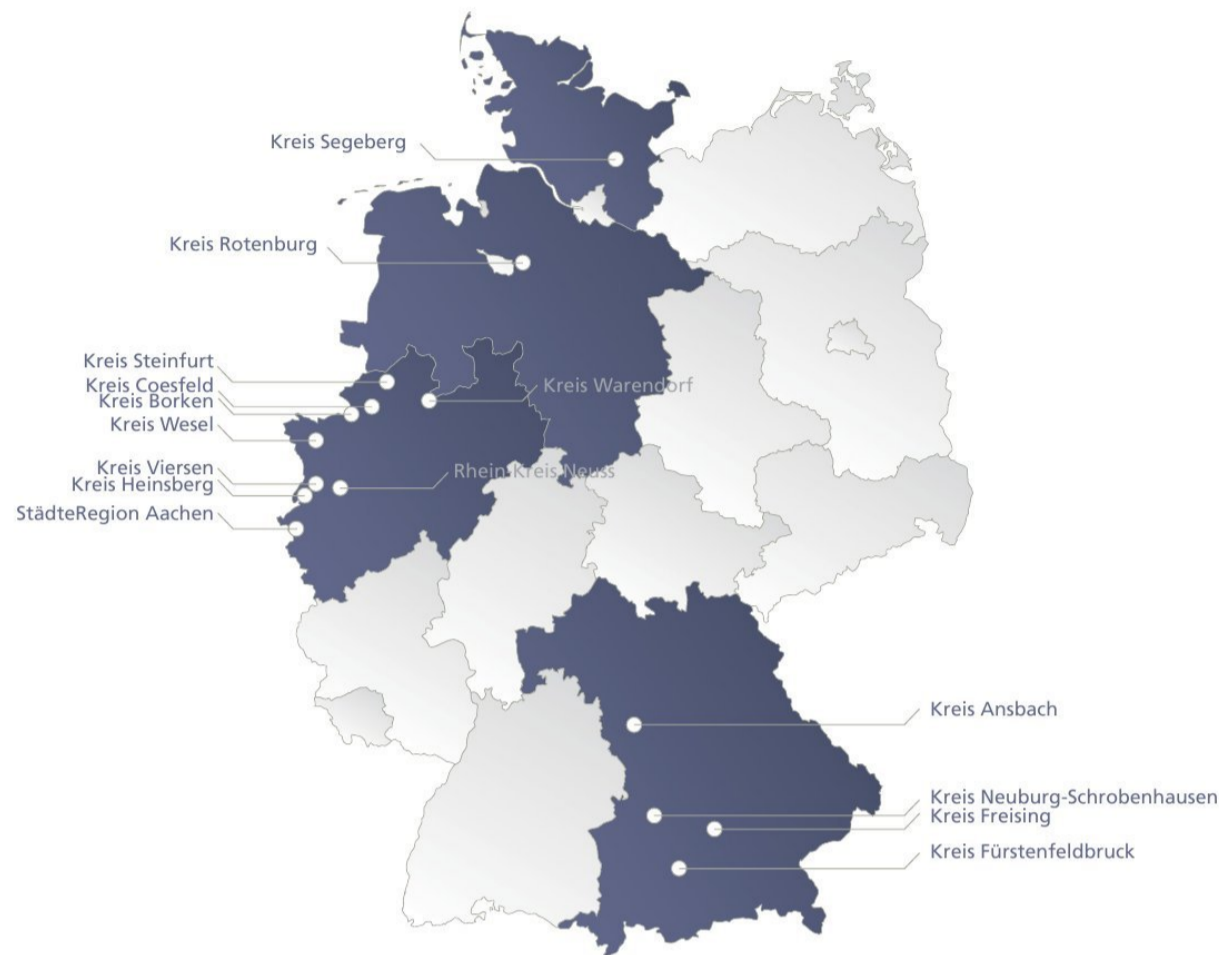 Kreis Segeberg
Kreis Rotenburg
Kreis Steinfurt
Kreis Coesfeld
Kreis Warendorf
Kreis Borken
Kreis Wesel
Kreis Viersen
Rhein-Kreis Neuss
Kreis Heinsberg
StädteRegion Aachen
Kreis Ansbach
Kreis Neuburg-Schrobenhausen
Kreis Freising
Kreis Fürstenfeldbruck